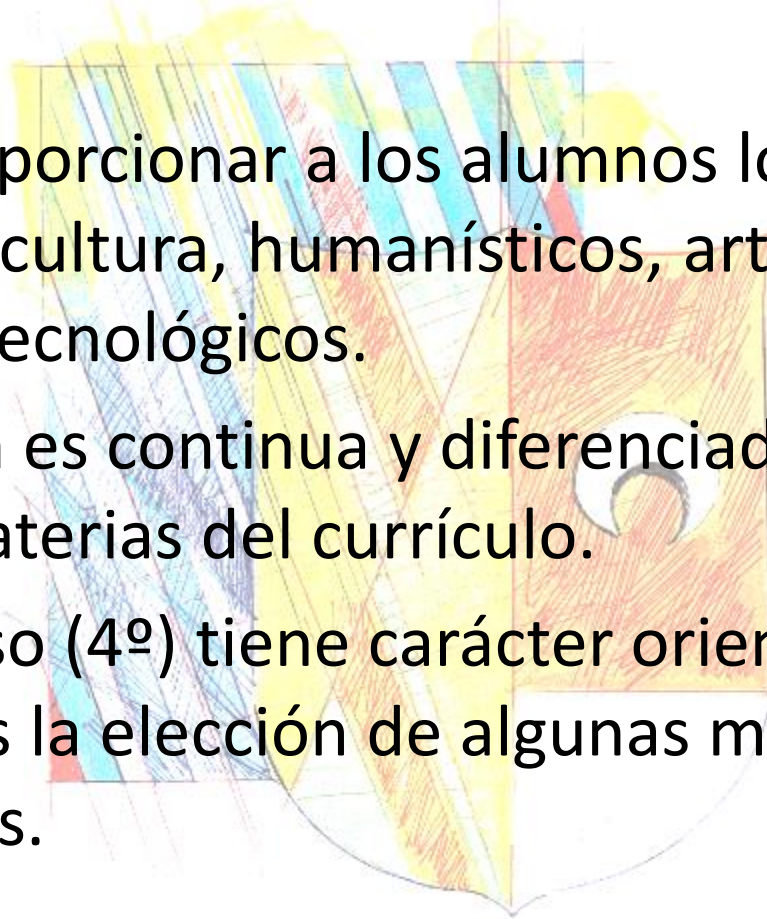 porcionar a los alumnos lo
cultura, humanísticos, art
ecnológicos.
es continua y diferenciad
aterias del currículo.
so (4º) tiene carácter orien
s la elección de algunas m
s.